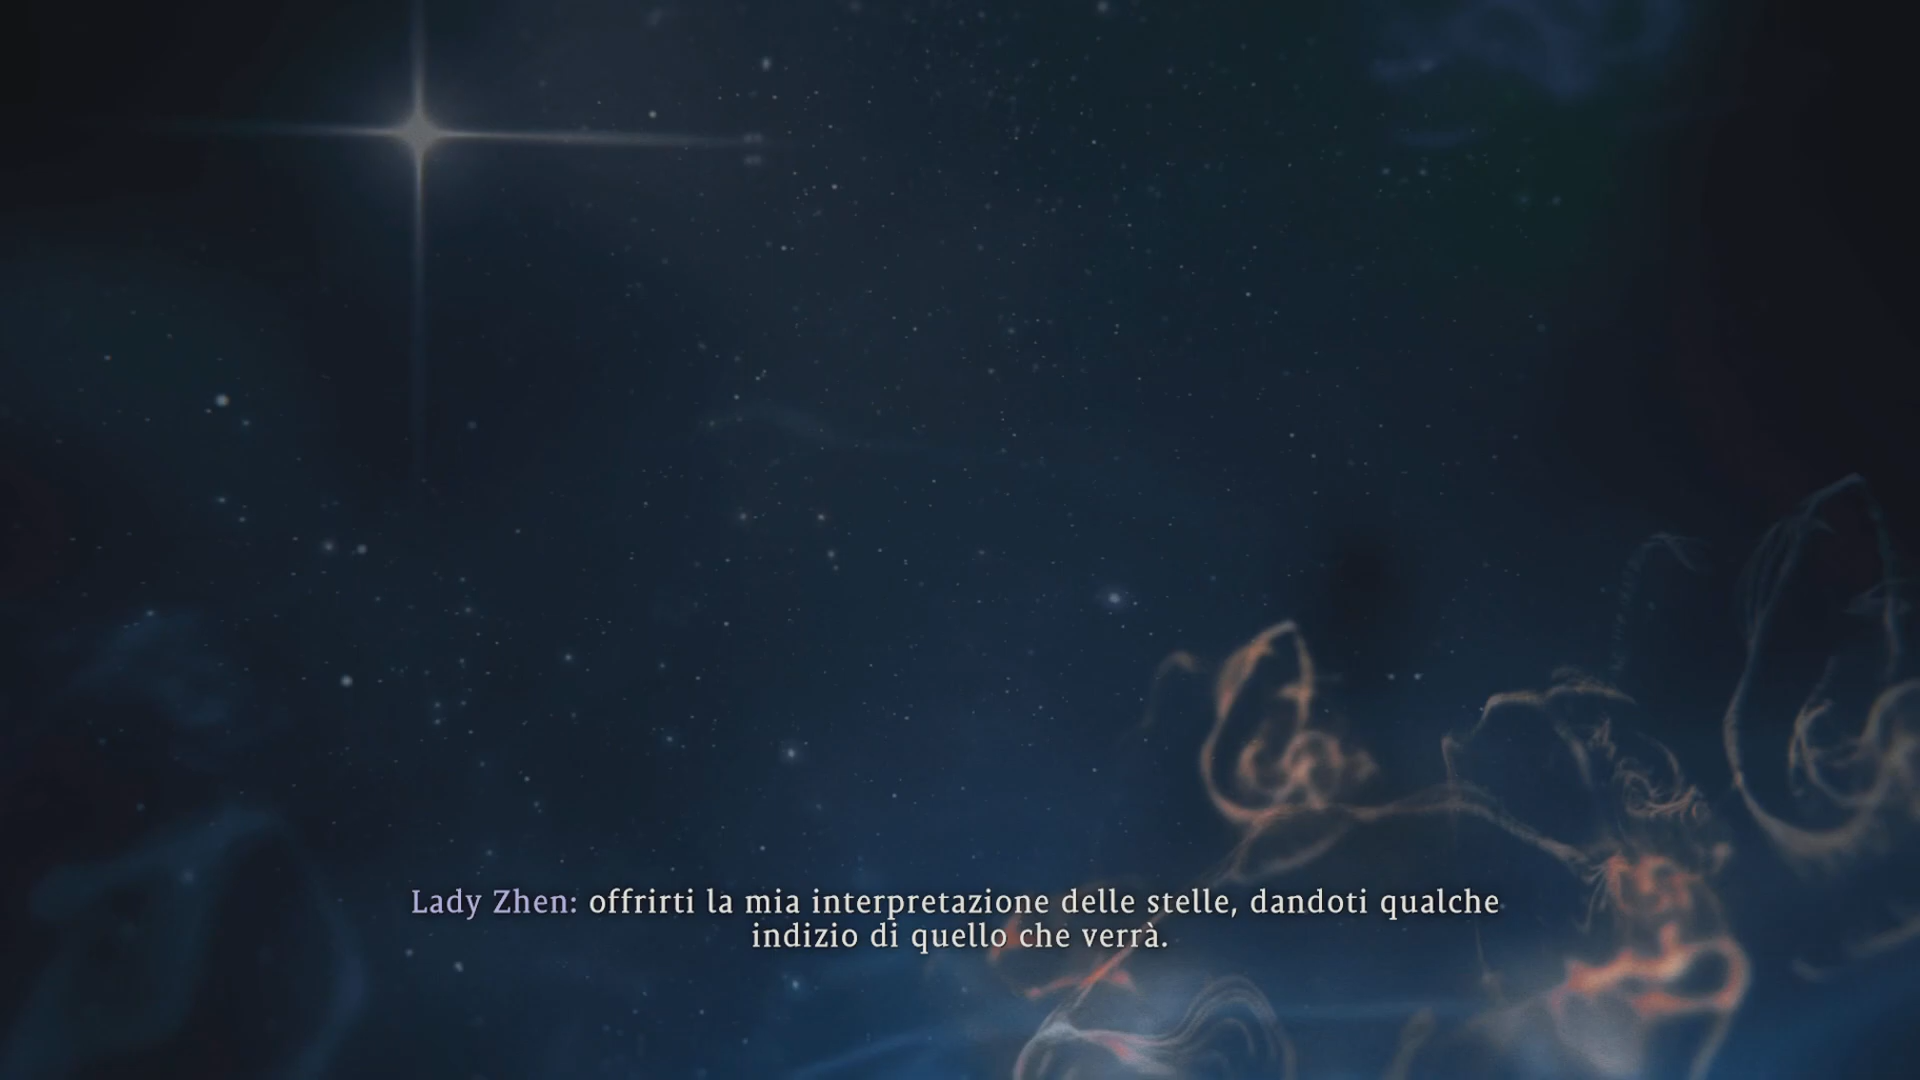 Lady Zhen: offrirti la mia interpretazione delle stelle, dandoti qualche
indizio di quello che verrà.